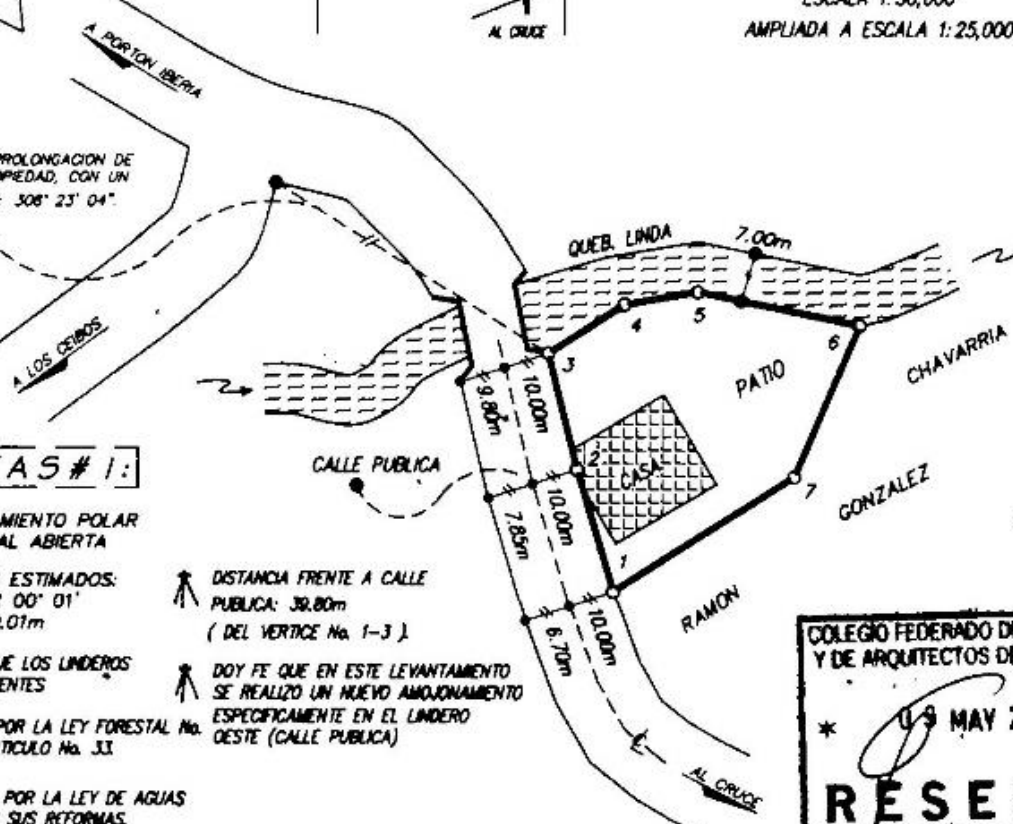 ESCALA 1:50,000
AMPLIADA A ESCALA 1:25,000
AL CRUCE
A PORTON IBERIA
PROLONGACION DE
PROPIEDAD, CON UN
306° 23' 04".
QUEB. LINDA
7.00m
A LOS CEIBOS
3
4
5
6
PATIO
CHAVARRIA
9.80m
10.00m
CALLE PUBLICA
2
CASA
7
GONZALEZ
7.85m
10.00m
1
RAMON
6.70m
10.00m
AL CRUCE
AS # 1:
MIENTO POLAR
AL ABIERTA
ESTIMADOS:
00° 01'
.01m
UE LOS LINDEROS
ENTES
POR LA LEY FORESTAL No.
TICULO No. 33.
POR LA LEY DE AGUAS
SUS REFORMAS.
DISTANCIA FRENTE A CALLE
PUBLICA: 39.80m
( DEL VERTICE No. 1-3 ).
DOY FE QUE EN ESTE LEVANTAMIENTO
SE REALIZO UN NUEVO AMOJONAMIENTO
ESPECIFICAMENTE EN EL LINDERO
OESTE (CALLE PUBLICA)
COLEGIO FEDERADO D
Y DE ARQUITECTOS DE
* 09 MAY 2
RESE